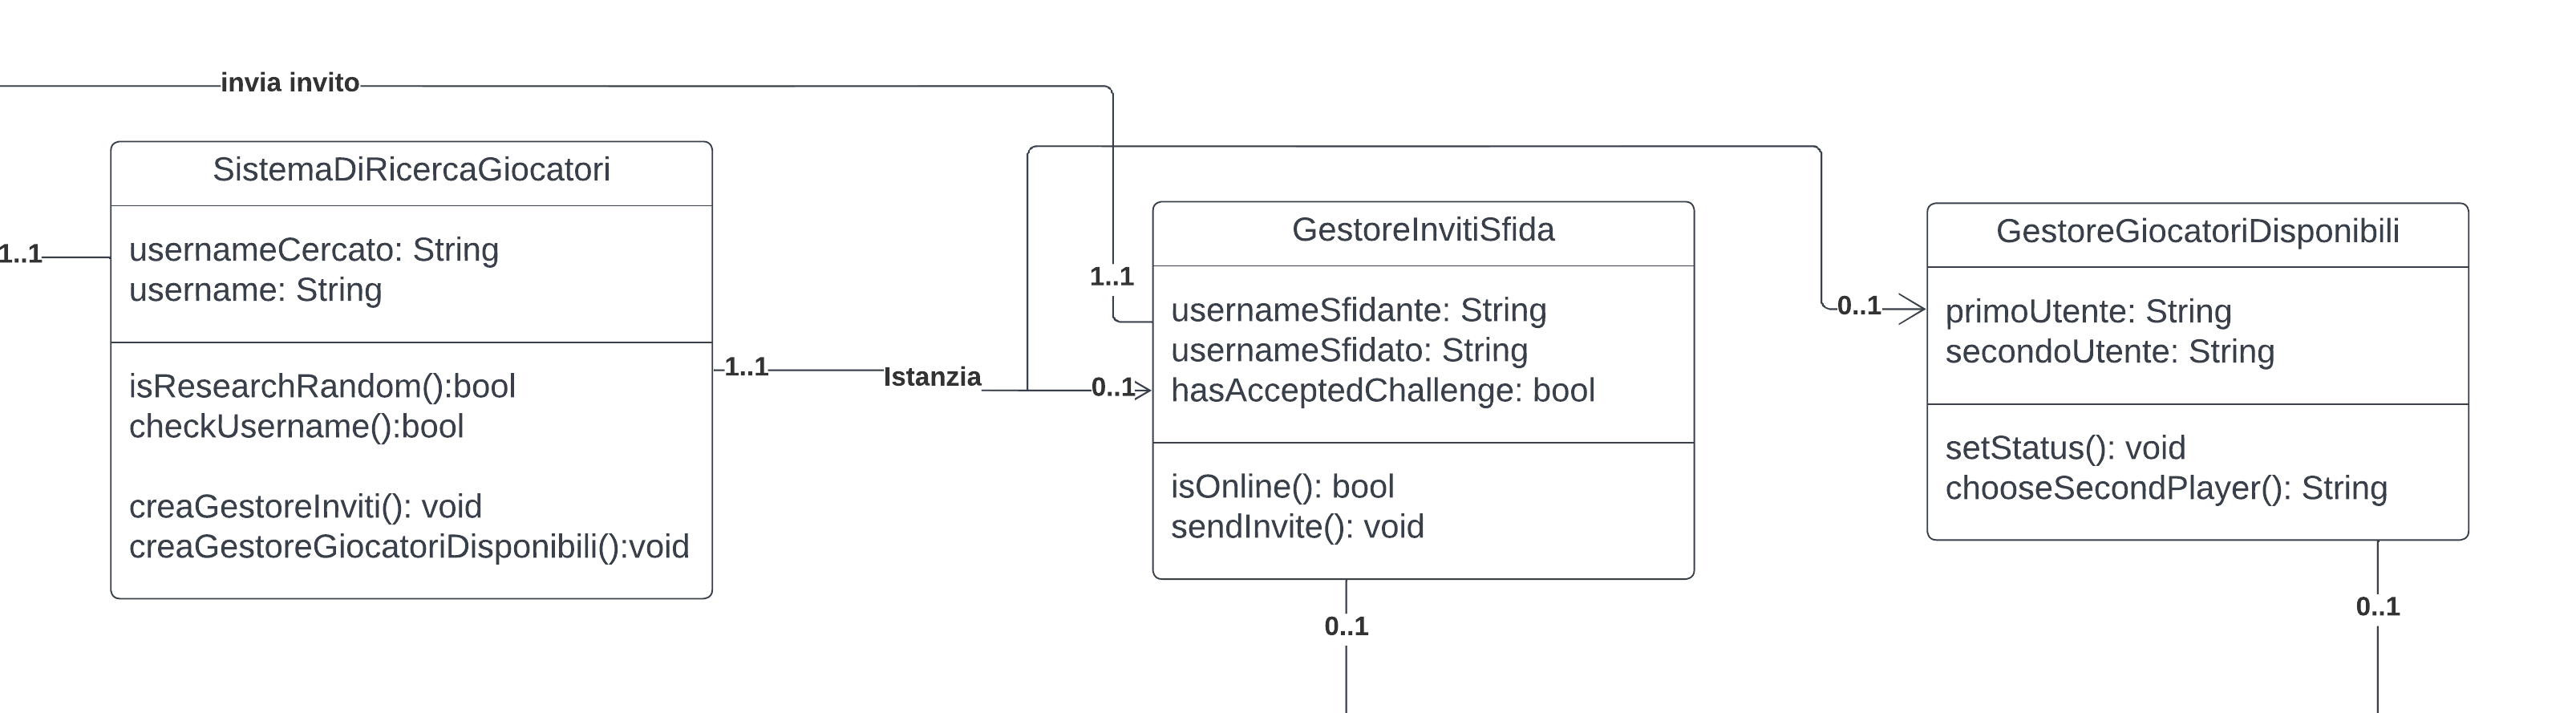 invia invito
1..1
SistemaDiRicercaGiocatori
usernameCercato: String
username: String
isResearchRandom():bool
checkUsername():bool
creaGestoreInviti(): void
creaGestoreGiocatoriDisponibili():void
1..1
Istanzia
1..1
0..1
GestoreInvitiSfida
usernameSfidante: String
usernameSfidato: String
hasAcceptedChallenge: bool
isOnline(): bool
sendInvite(): void
0..1
0..1
GestoreGiocatoriDisponibili
primoUtente: String
secondoUtente: String
setStatus(): void
chooseSecondPlayer(): String
0..1